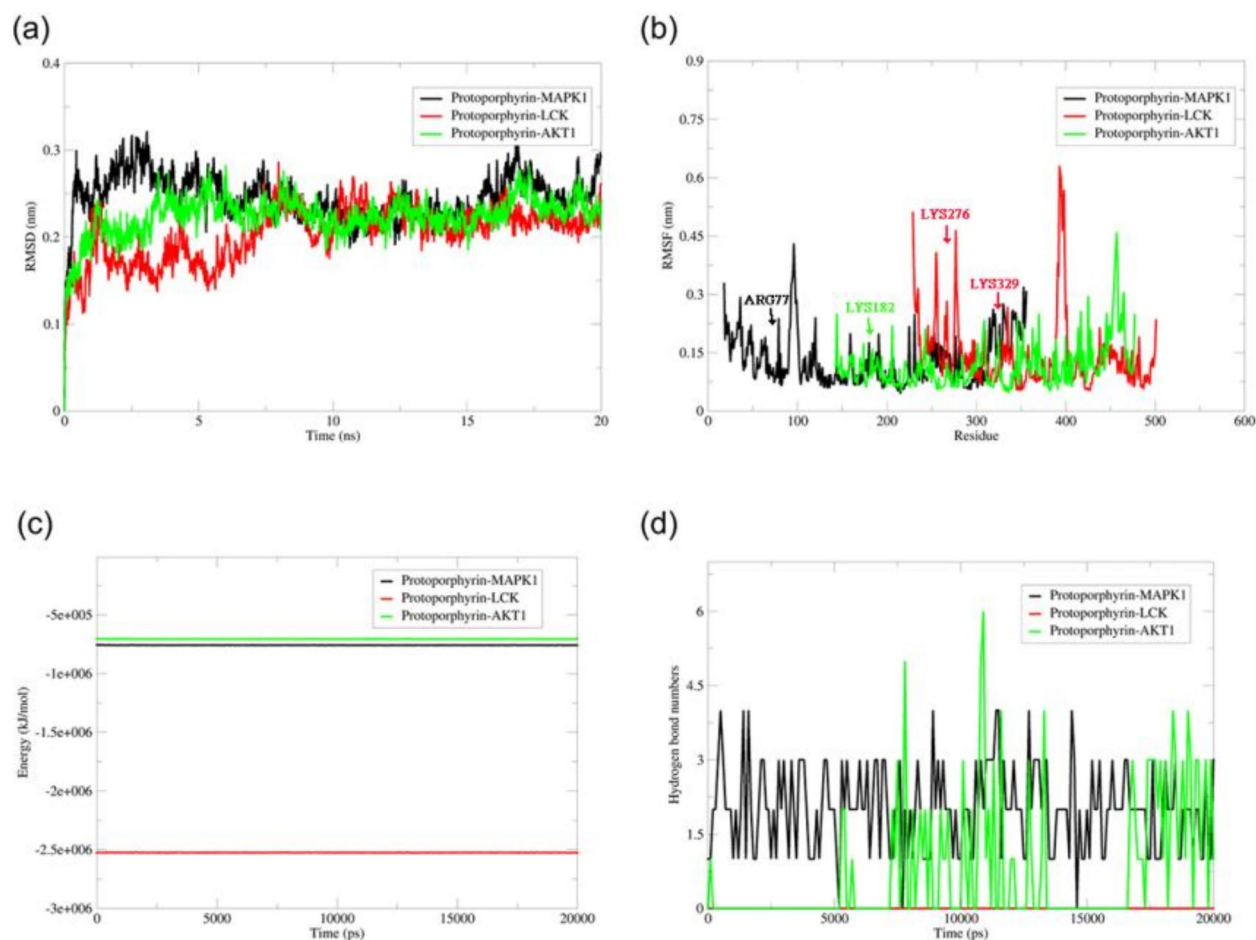 (a)
0.4
0.3
0.2
0.1
0
RMSD (nm)
Protoporphyrin-MAPK1
Protoporphyrin-LCK
Protoporphyrin-AKT1
0
5
10
15
20
Time (ns)
(b)
0.9
0.75
0.6
0.45
0.3
0.15
0
RMSF (nm)
Protoporphyrin-MAPK1
Protoporphyrin-LCK
Protoporphyrin-AKT1
LYS276
ARG77
LYS182
LYS329
0
100
200
300
400
500
600
Residue
(c)
-5e+005
-1e+006
-1.5e+006
-2e+006
-2.5e+006
-3e+006
Energy (kJ/mol)
Protoporphyrin-MAPK1
Protoporphyrin-LCK
Protoporphyrin-AKT1
0
5000
10000
15000
20000
Time (ps)
(d)
6
4.5
3
1.5
0
Hydrogen bond numbers
Protoporphyrin-MAPK1
Protoporphyrin-LCK
Protoporphyrin-AKT1
0
5000
10000
15000
20000
Time (ps)